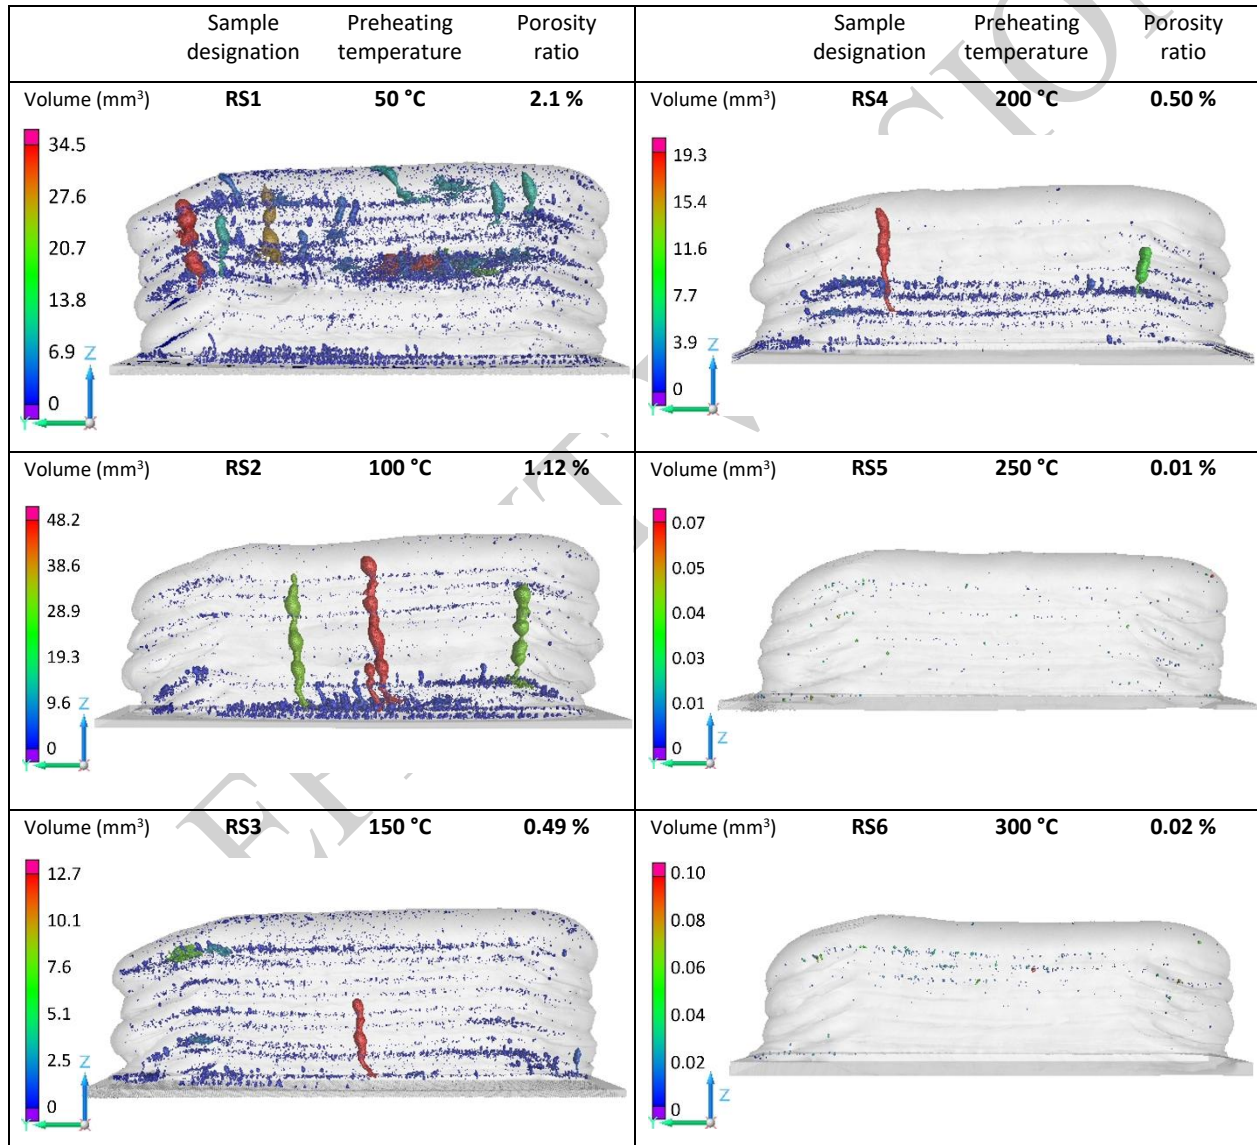 Sample designation Preheating temperature Porosity ratio
Volume (mm³) RS1 50 °C 2.1 %
34.5
27.6
20.7
13.8
6.9
0
Z
Y
Volume (mm³) RS2 100 °C 1.12 %
48.2
38.6
28.9
19.3
9.6
0
Z
Y
Volume (mm³) RS3 150 °C 0.49 %
12.7
10.1
7.6
5.1
2.5
0
Z
Y
Sample designation Preheating temperature Porosity ratio
Volume (mm³) RS4 200 °C 0.50 %
19.3
15.4
11.6
7.7
3.9
0
Z
Y
Volume (mm³) RS5 250 °C 0.01 %
0.07
0.05
0.04
0.03
0.01
0
Z
Y
Volume (mm³) RS6 300 °C 0.02 %
0.10
0.08
0.06
0.04
0.02
0
Z
Y